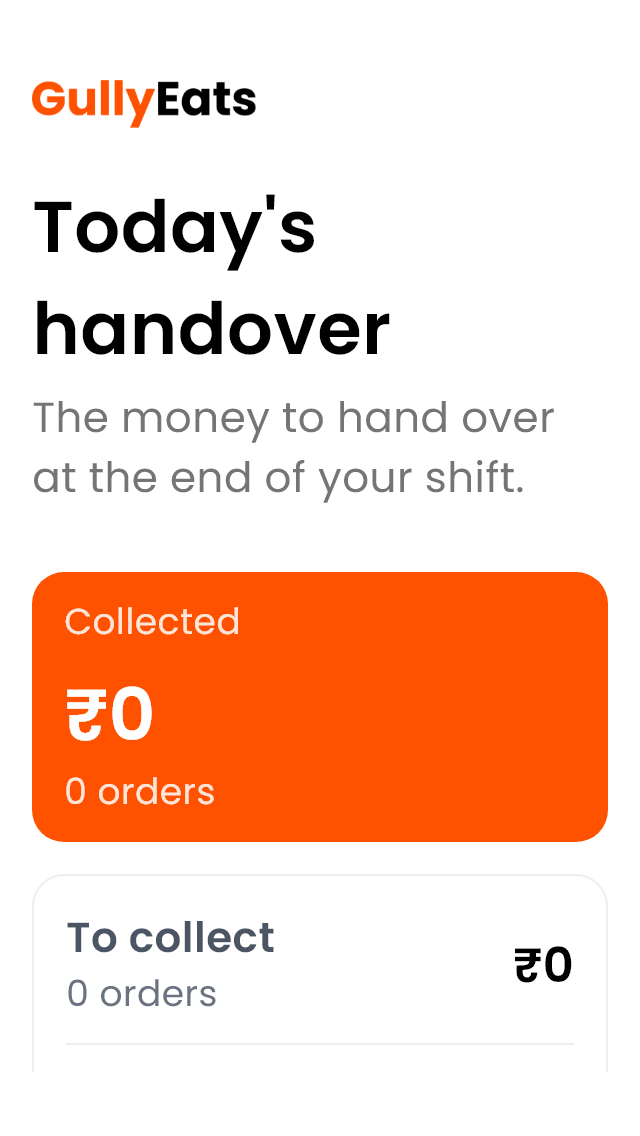 GullyEats
Today's
handover
The money to hand over
at the end of your shift.
Collected
₹0
0 orders
To collect
0 orders
₹0